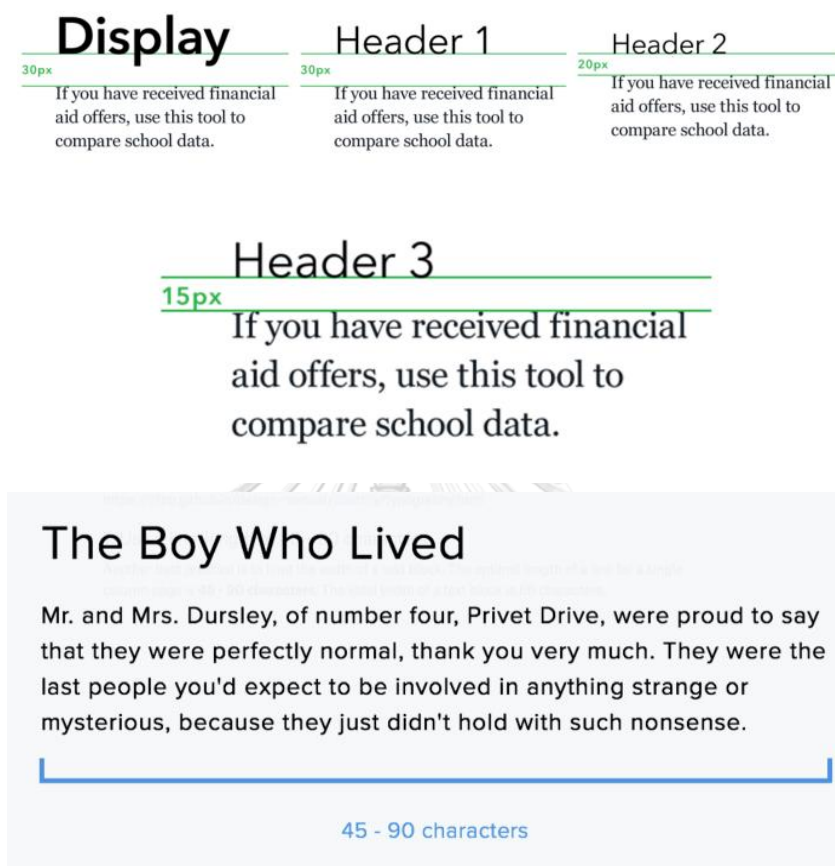 Display
30px
If you have received financial
aid offers, use this tool to
compare school data.
Header 1
30px
If you have received financial
aid offers, use this tool to
compare school data.
Header 2
20px
If you have received financial
aid offers, use this tool to
compare school data.
Header 3
15px
If you have received financial
aid offers, use this tool to
compare school data.
The Boy Who Lived
Mr. and Mrs. Dursley, of number four, Privet Drive, were proud to say
that they were perfectly normal, thank you very much. They were the
last people you'd expect to be involved in anything strange or
mysterious, because they just didn't hold with such nonsense.
45 - 90 characters